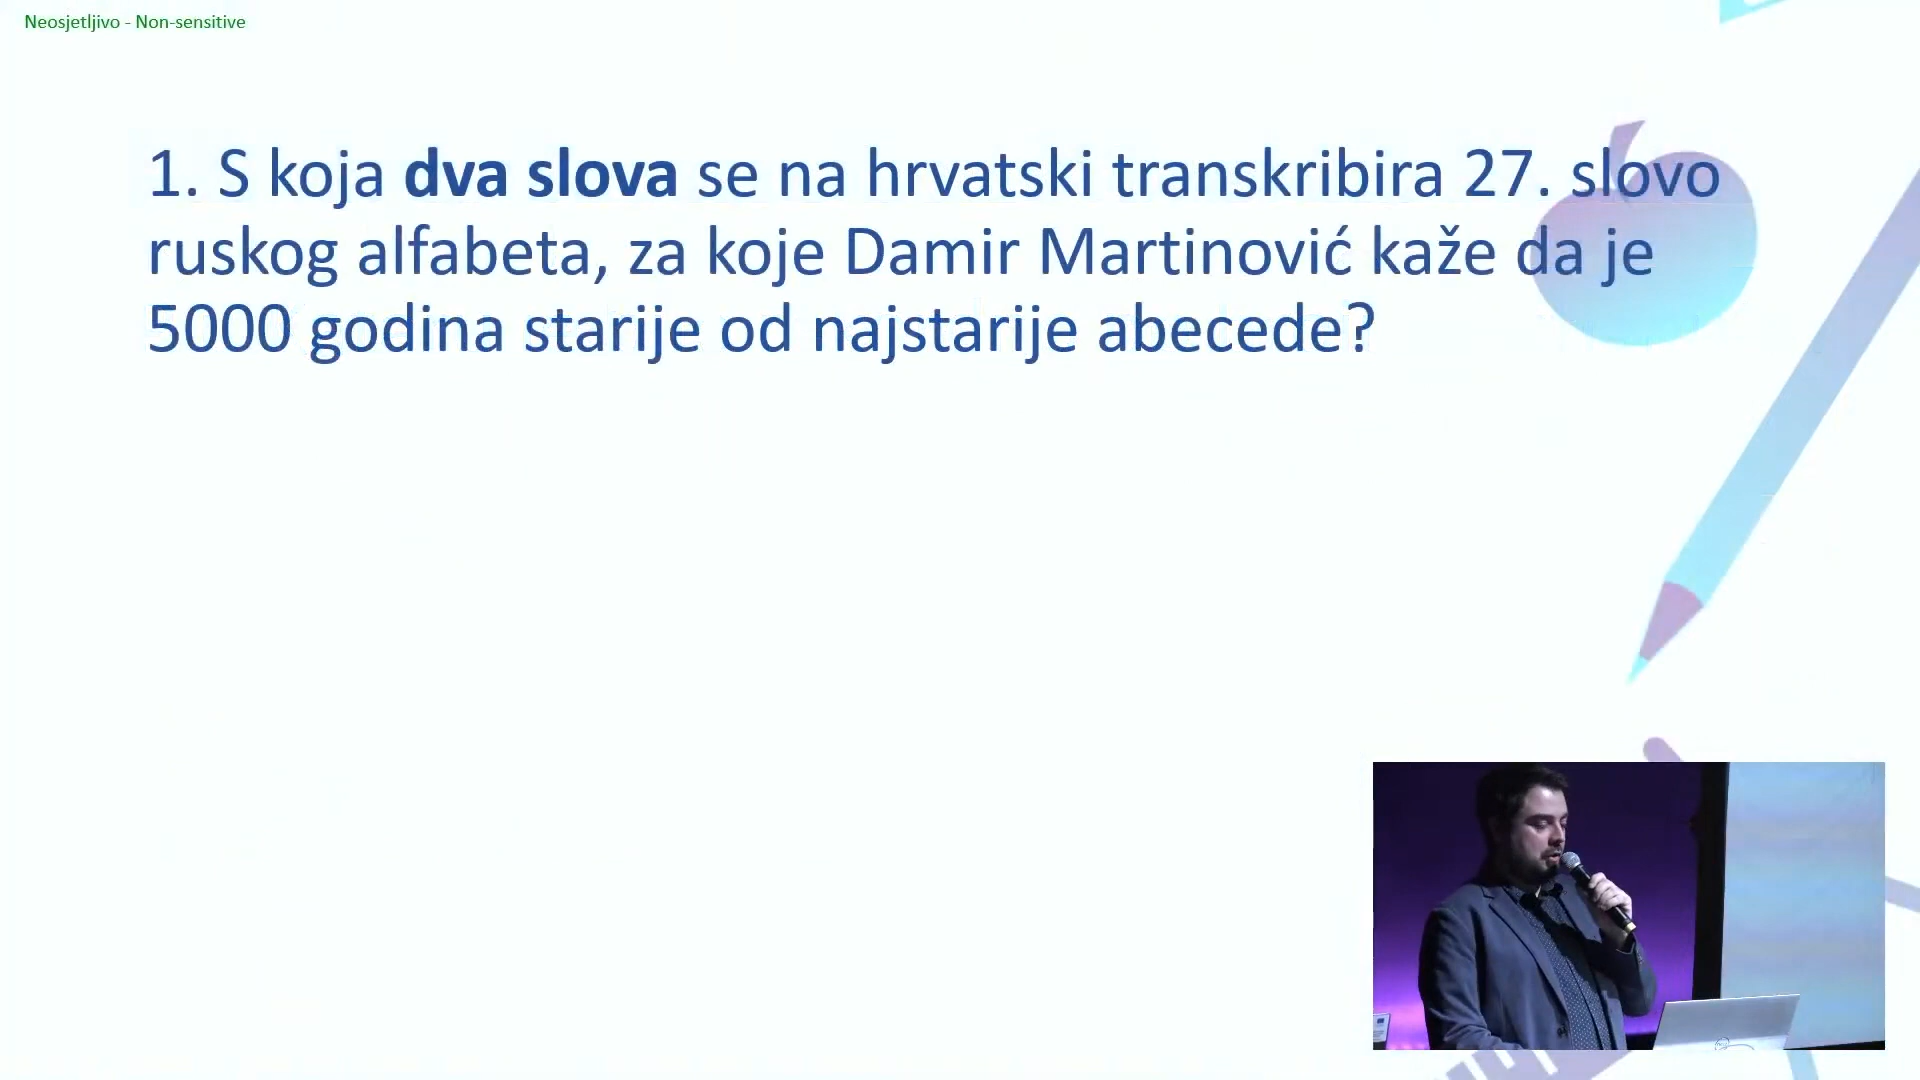 Neosjetljivo - Non-sensitive
1. S koja dva slova se na hrvatski transkribira 27. slovo
ruskog alfabeta, za koje Damir Martinović kaže da je
5000 godina starije od najstarije abecede?